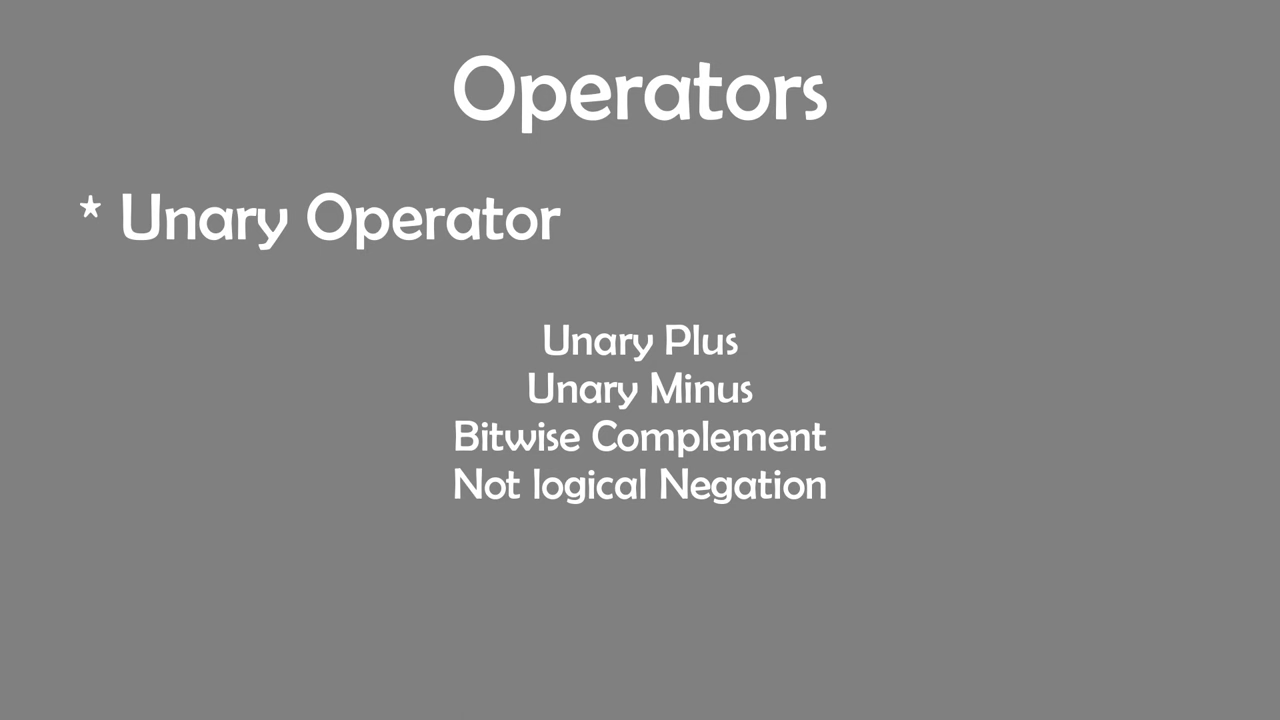 Operators
* Unary Operator
Unary Plus
Unary Minus
Bitwise Complement
Not logical Negation